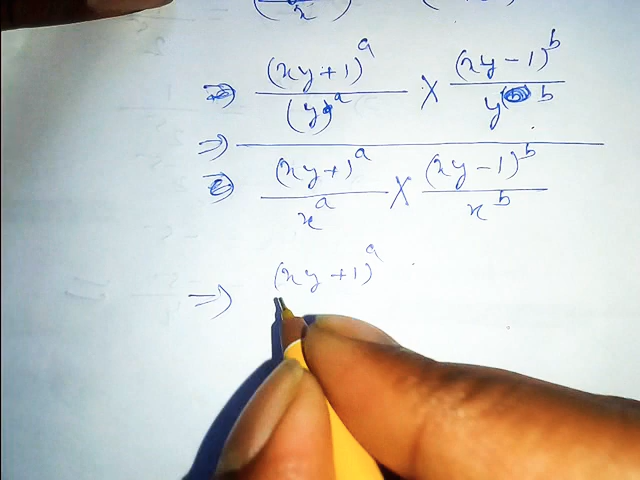 (xy+1)^a / (y)^a X (xy-1)^b / y^b
⇒
(xy+1)^a / x^a X (xy-1)^b / x^b
⇒ (xy+1)^a